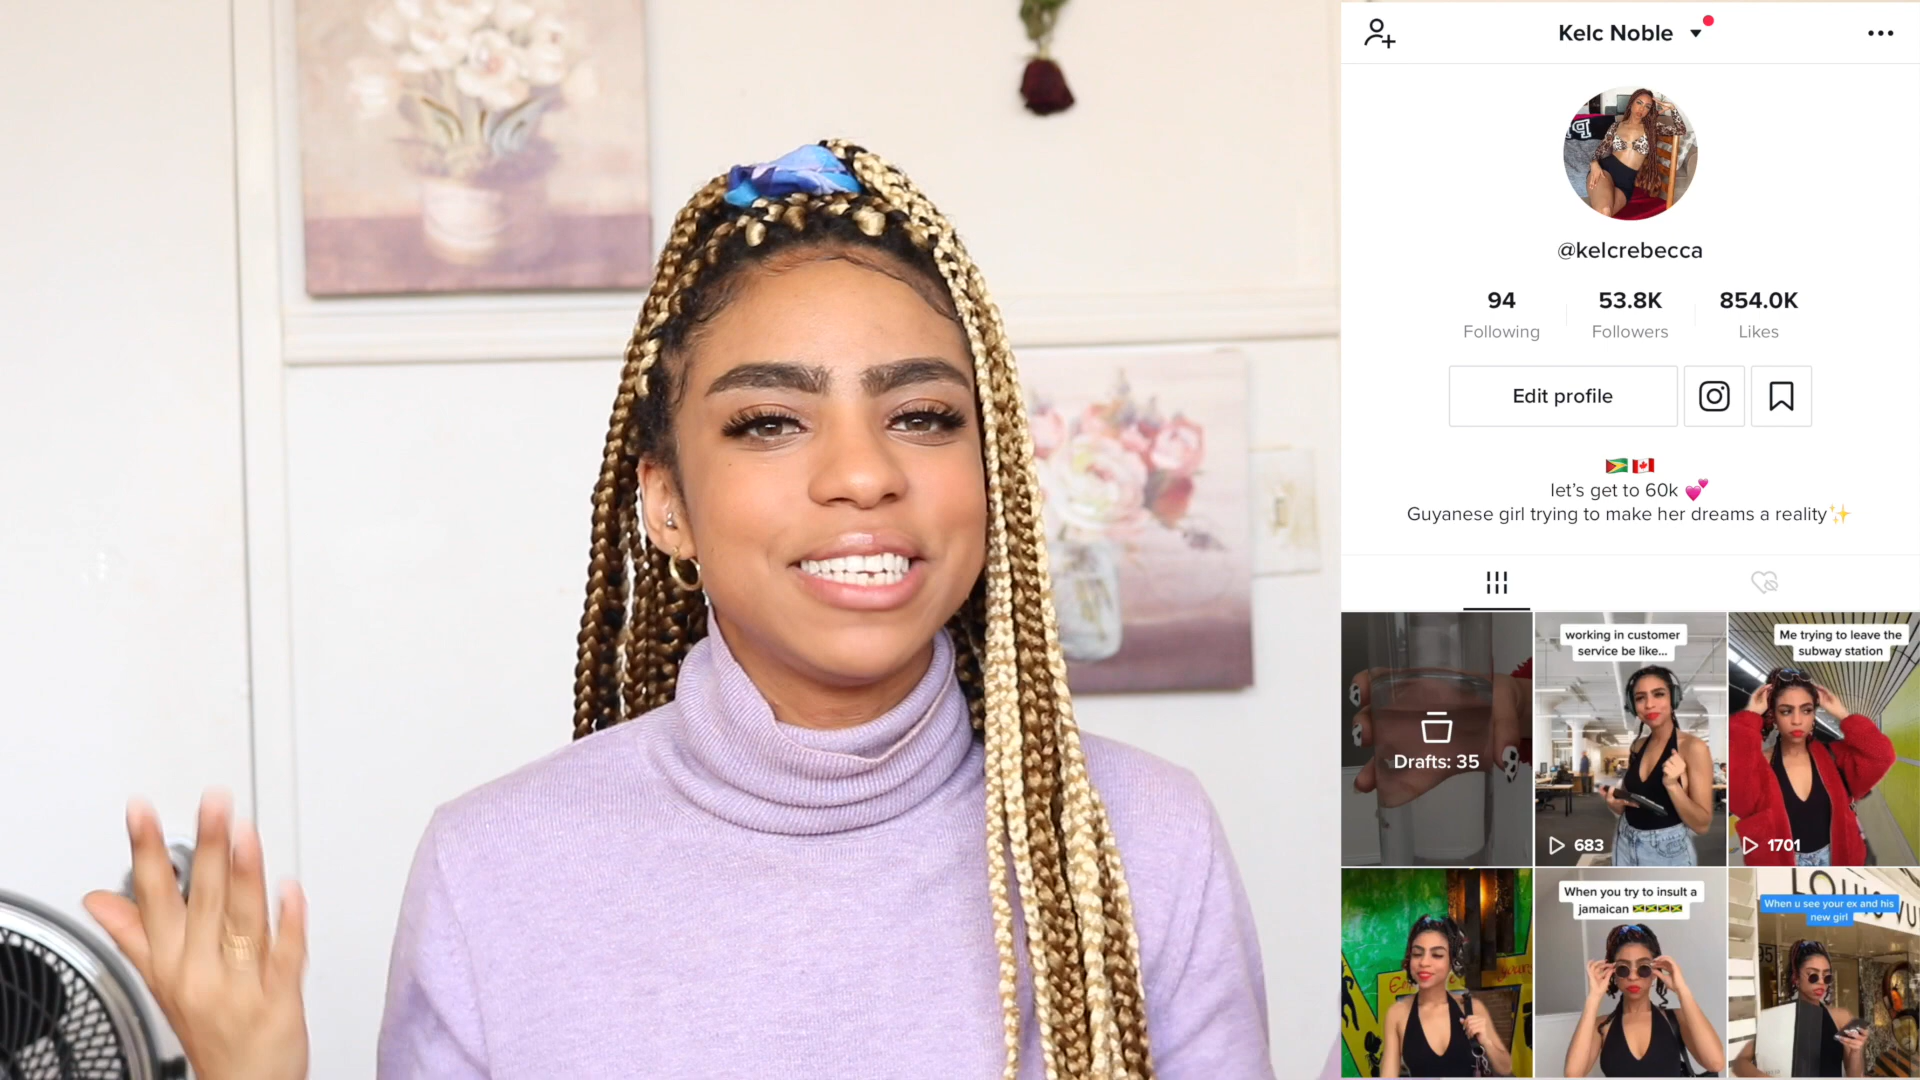 Kelc Noble
@kelcrebecca
94
53.8K
854.0K
Following
Followers
Likes
Edit profile
let’s get to 60k 💕
Guyanese girl trying to make her dreams a reality✨
Drafts: 35
working in customer
service be like...
683
Me trying to leave the
subway station
1701
When you try to insult a
jamaican 🇯🇲🇯🇲🇯🇲🇯🇲
When u see your ex and his
new girl